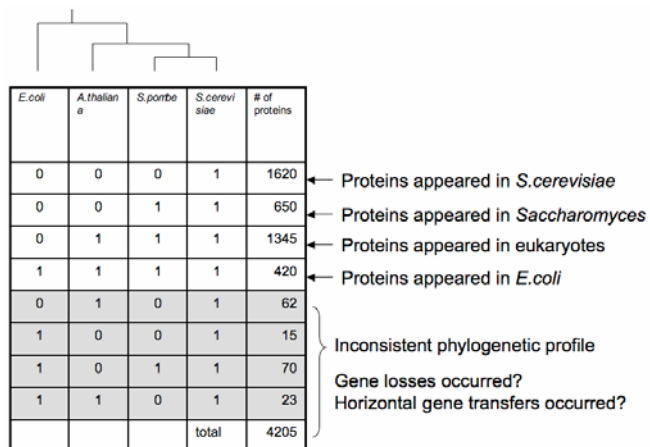 E.coli A.thalian S.pombe S.cerevi # of
a siae proteins
0 0 0 1 1620
Proteins appeared in S.cerevisiae
0 0 1 1 650
Proteins appeared in Saccharomyces
0 1 1 1 1345
Proteins appeared in eukaryotes
1 1 1 1 420
Proteins appeared in E.coli
0 1 0 1 62
1 0 0 1 15
1 0 1 1 70
1 1 0 1 23
total 4205
Inconsistent phylogenetic profile
Gene losses occurred?
Horizontal gene transfers occurred?